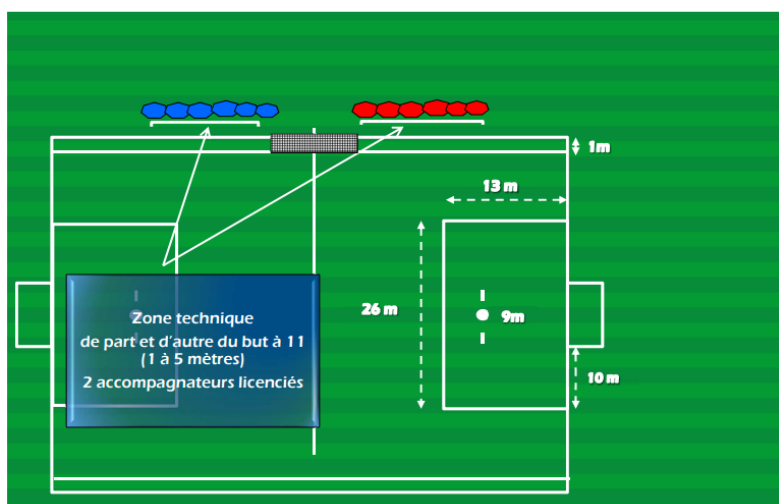 1m
13 m
26 m
9m
Zone technique
de part et d'autre du but à 11
(1 à 5 mètres)
2 accompagnateurs licenciés
10 m